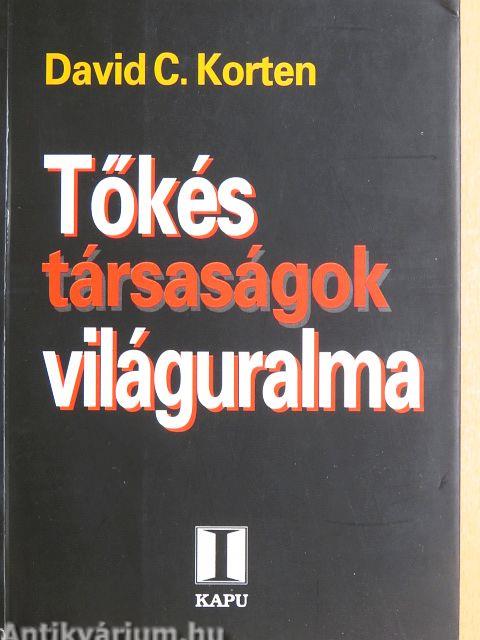 David C. Korten
Tőkés
társaságok
világuralma
KAPU
Antikvárium.hu